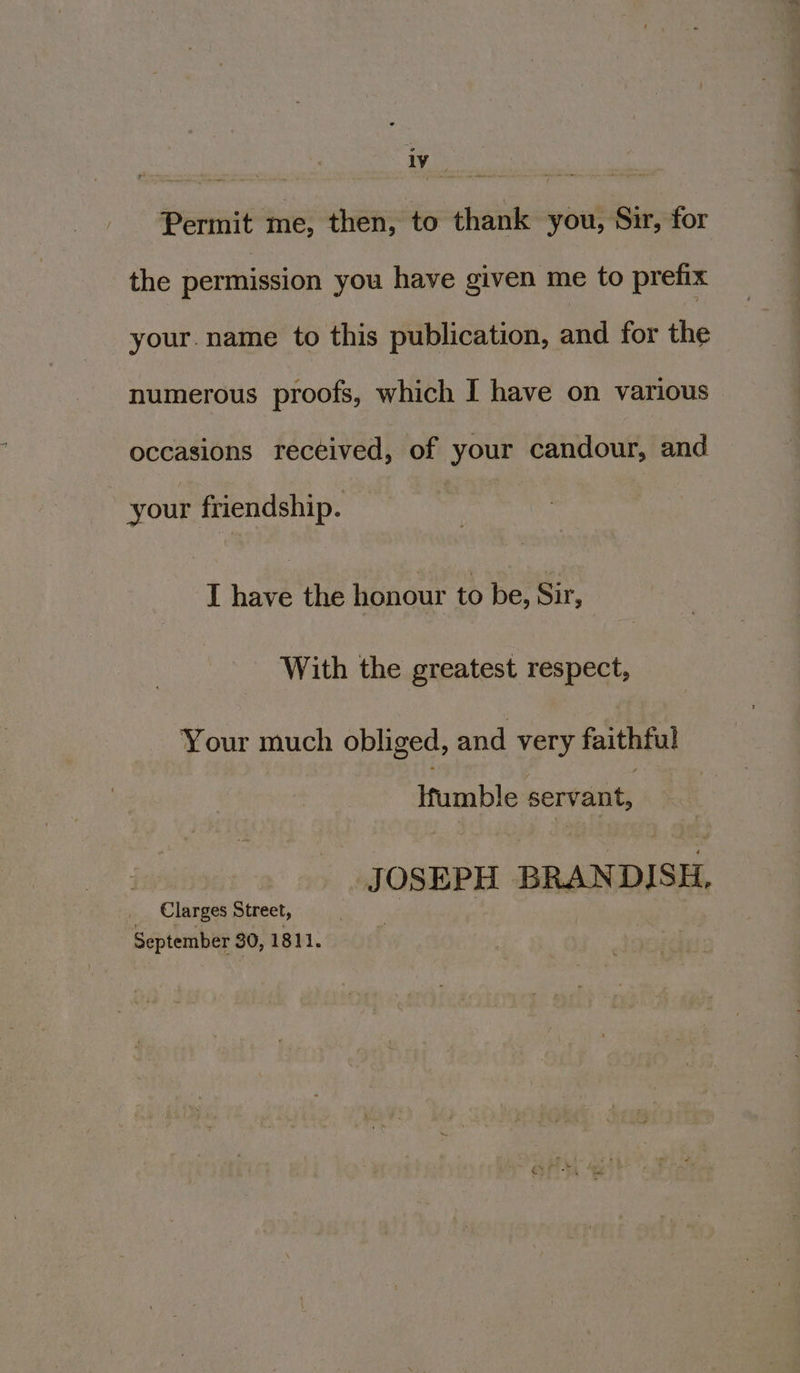 iv
Permit me, then, to thank you, Sir, for
the permission you have given me to prefix
your name to this publication, and for the
numerous proofs, which I have on various
occasions received, of your candour, and
your friendship.
I have the honour to be, Sir,
With the greatest respect,
Your much obliged, and very faithful
Humble servant,
JOSEPH BRANDISH.
Clarges Street,
September 30, 1811.